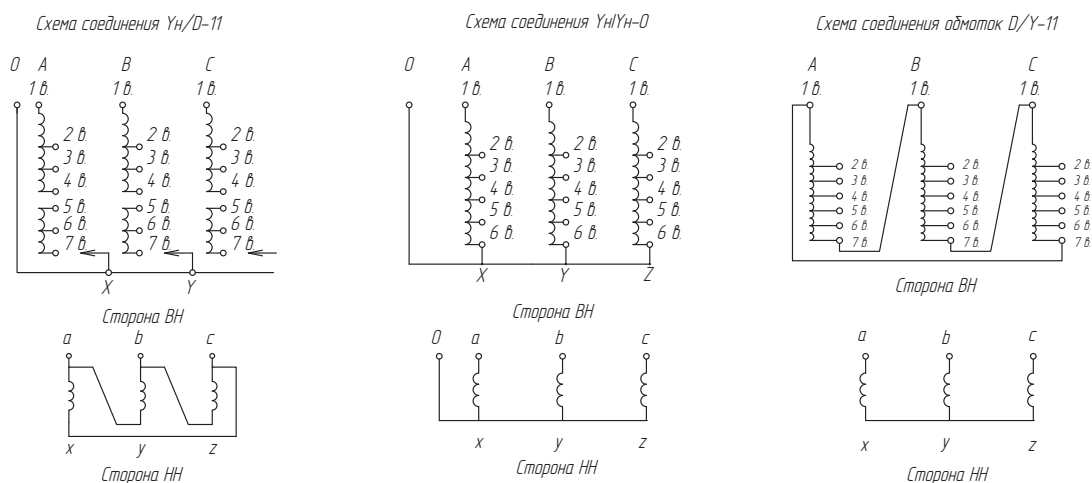 Схема соединения Yн/D-11
О А В С
1 в. 1 в. 1 в.
2 в. 2 в. 2 в.
3 в. 3 в. 3 в.
4 в. 4 в. 4 в.
5 в. 5 в. 5 в.
6 в. 6 в. 6 в.
7 в. 7 в. 7 в.
X Y
Сторона ВН
a b c
x y z
Сторона НН
Схема соединения Yн/Yн-0
О А В С
1 в. 1 в. 1 в.
2 в. 2 в. 2 в.
3 в. 3 в. 3 в.
4 в. 4 в. 4 в.
5 в. 5 в. 5 в.
6 в. 6 в. 6 в.
X Y Z
Сторона ВН
0 a b c
x y z
Сторона НН
Схема соединения обмоток D/Y-11
А В С
1 в. 1 в. 1 в.
2 в. 2 в. 2 в.
3 в. 3 в. 3 в.
4 в. 4 в. 4 в.
5 в. 5 в. 5 в.
6 в. 6 в. 6 в.
7 в. 7 в. 7 в.
Сторона ВН
a b c
x y z
Сторона НН